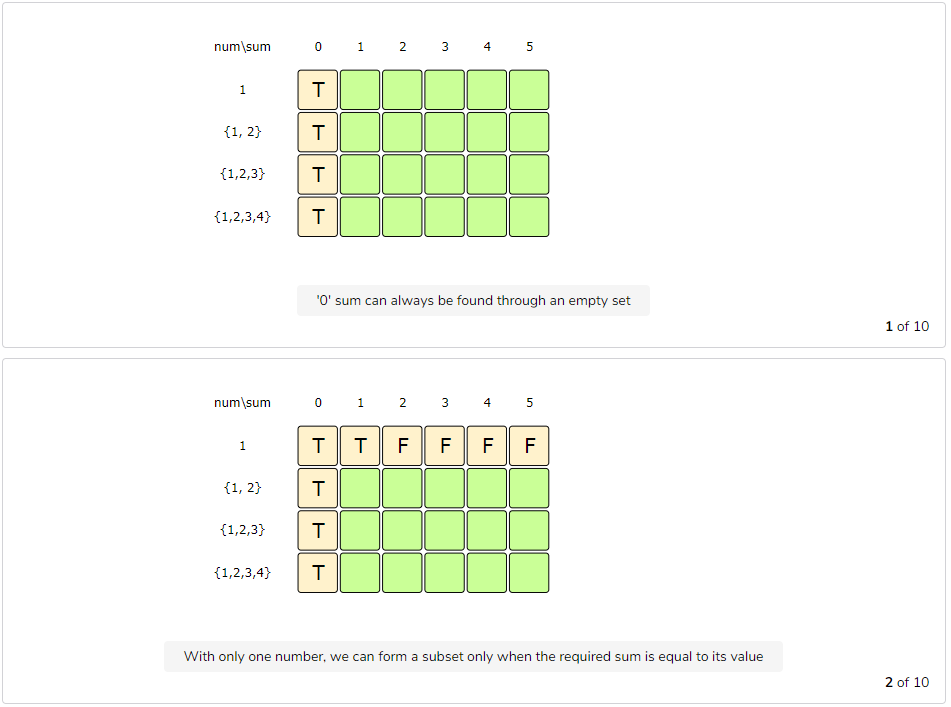 num\sum 0 1 2 3 4 5
1 T
{1, 2} T
{1,2,3} T
{1,2,3,4} T
'0' sum can always be found through an empty set
1 of 10
num\sum 0 1 2 3 4 5
1 T T F F F F
{1, 2} T
{1,2,3} T
{1,2,3,4} T
With only one number, we can form a subset only when the required sum is equal to its value
2 of 10